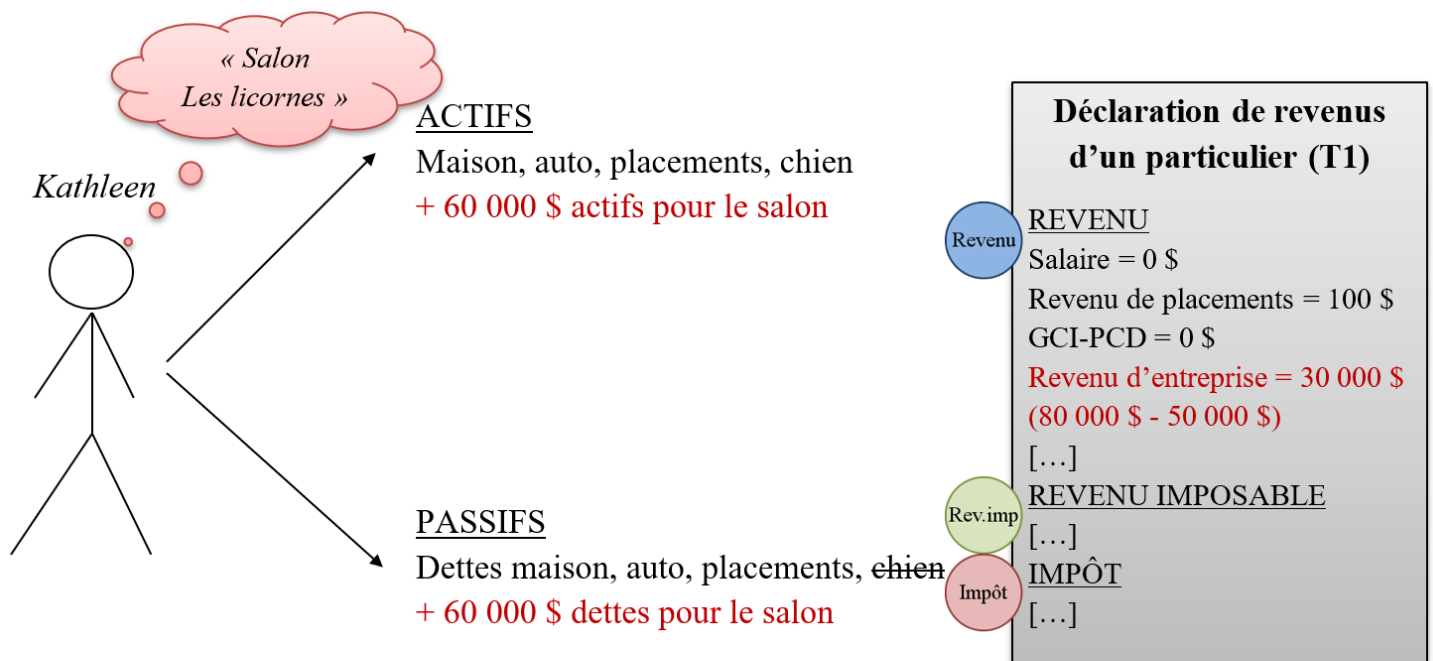 « Salon
Les licornes »
Kathleen
ACTIFS
Maison, auto, placements, chien
+ 60 000 $ actifs pour le salon
PASSIFS
Dettes maison, auto, placements, chien
+ 60 000 $ dettes pour le salon
Déclaration de revenus
d’un particulier (T1)
Revenu
REVENU
Salaire = 0 $
Revenu de placements = 100 $
GCI-PCD = 0 $
Revenu d’entreprise = 30 000 $
(80 000 $ - 50 000 $)
[…]
Rev.imp
REVENU IMPOSABLE
[…]
Impôt
IMPÔT
[…]